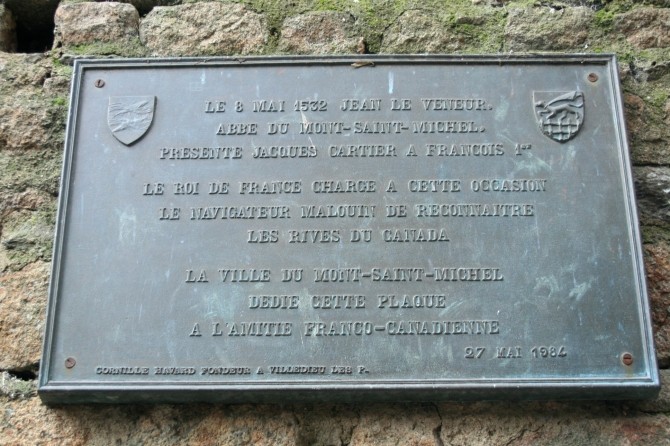 LE 8 MAI 1532 JEAN LE VENEUR.
ABBE DU MONT-SAINT-MICHEL.
PRESENTE JACQUES CARTIER A FRANCOIS 1er
LE ROI DE FRANCE CHARGE A CETTE OCCASION
LE NAVIGATEUR MALOUIN DE RECONNAITRE
LES RIVES DU CANADA
LA VILLE DU MONT-SAINT-MICHEL
DEDIE CETTE PLAQUE
A L'AMITIE FRANCO-CANADIENNE
27 MAI 1984
CORNILLE HAVARD FONDEUR A VILLEDIEU LES P.